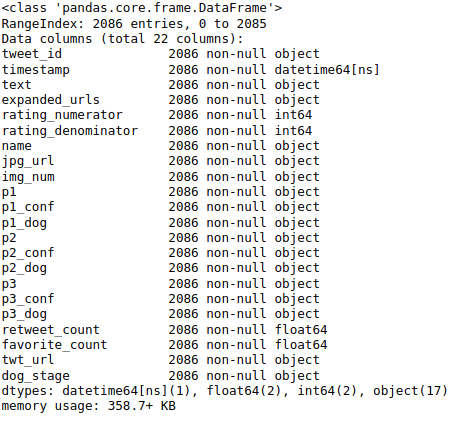 <class 'pandas.core.frame.DataFrame'>
RangeIndex: 2086 entries, 0 to 2085
Data columns (total 22 columns):
tweet_id              2086 non-null object
timestamp             2086 non-null datetime64[ns]
text                  2086 non-null object
expanded_urls         2086 non-null object
rating_numerator      2086 non-null int64
rating_denominator    2086 non-null int64
name                  2086 non-null object
jpg_url               2086 non-null object
img_num               2086 non-null object
p1                    2086 non-null object
p1_conf               2086 non-null object
p1_dog                2086 non-null object
p2                    2086 non-null object
p2_conf               2086 non-null object
p2_dog                2086 non-null object
p3                    2086 non-null object
p3_conf               2086 non-null object
p3_dog                2086 non-null object
retweet_count         2086 non-null float64
favorite_count        2086 non-null float64
twt_url               2086 non-null object
dog_stage             2086 non-null object
dtypes: datetime64[ns](1), float64(2), int64(2), object(17)
memory usage: 358.7+ KB